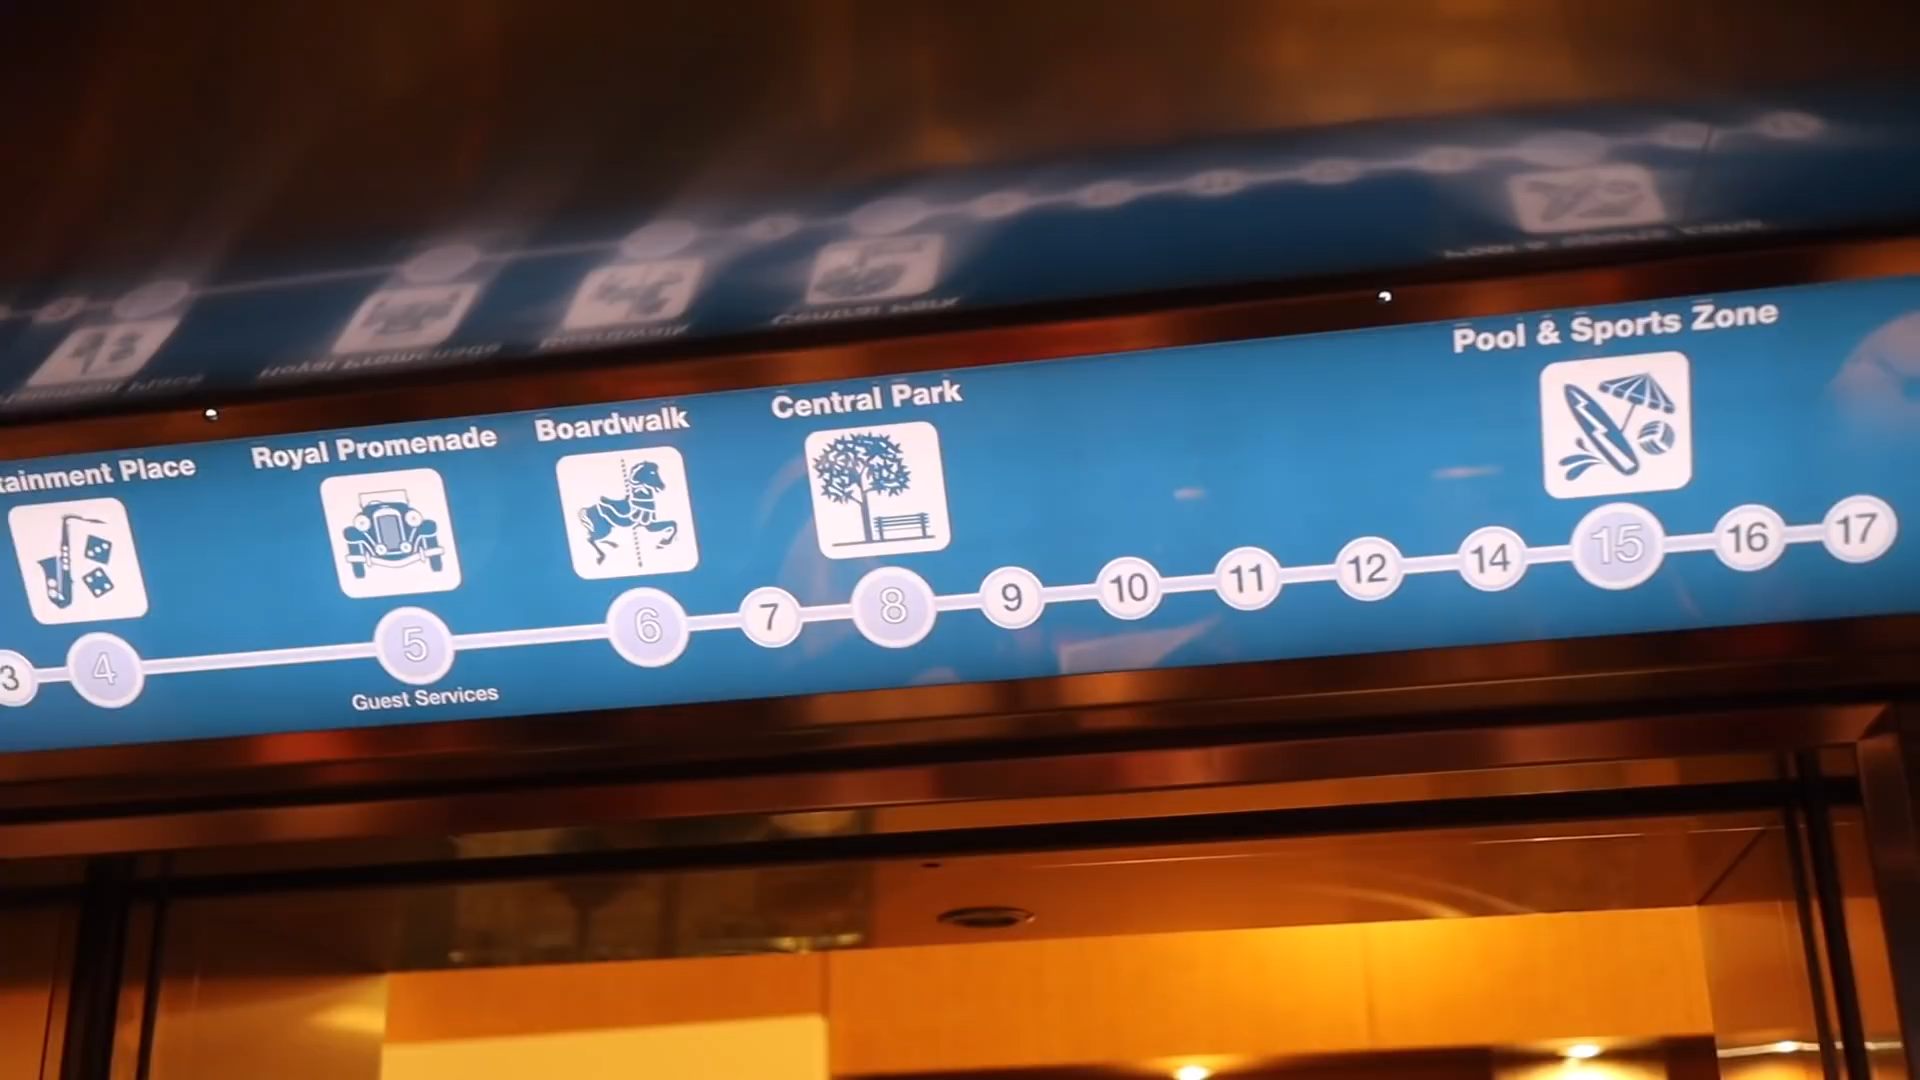 Place
Royal Promenade
Boardwalk
Central Park
Pool & Sports Zone
3 4 5 6 7 8 9 10 11 12 14 15 16 17
Guest Services